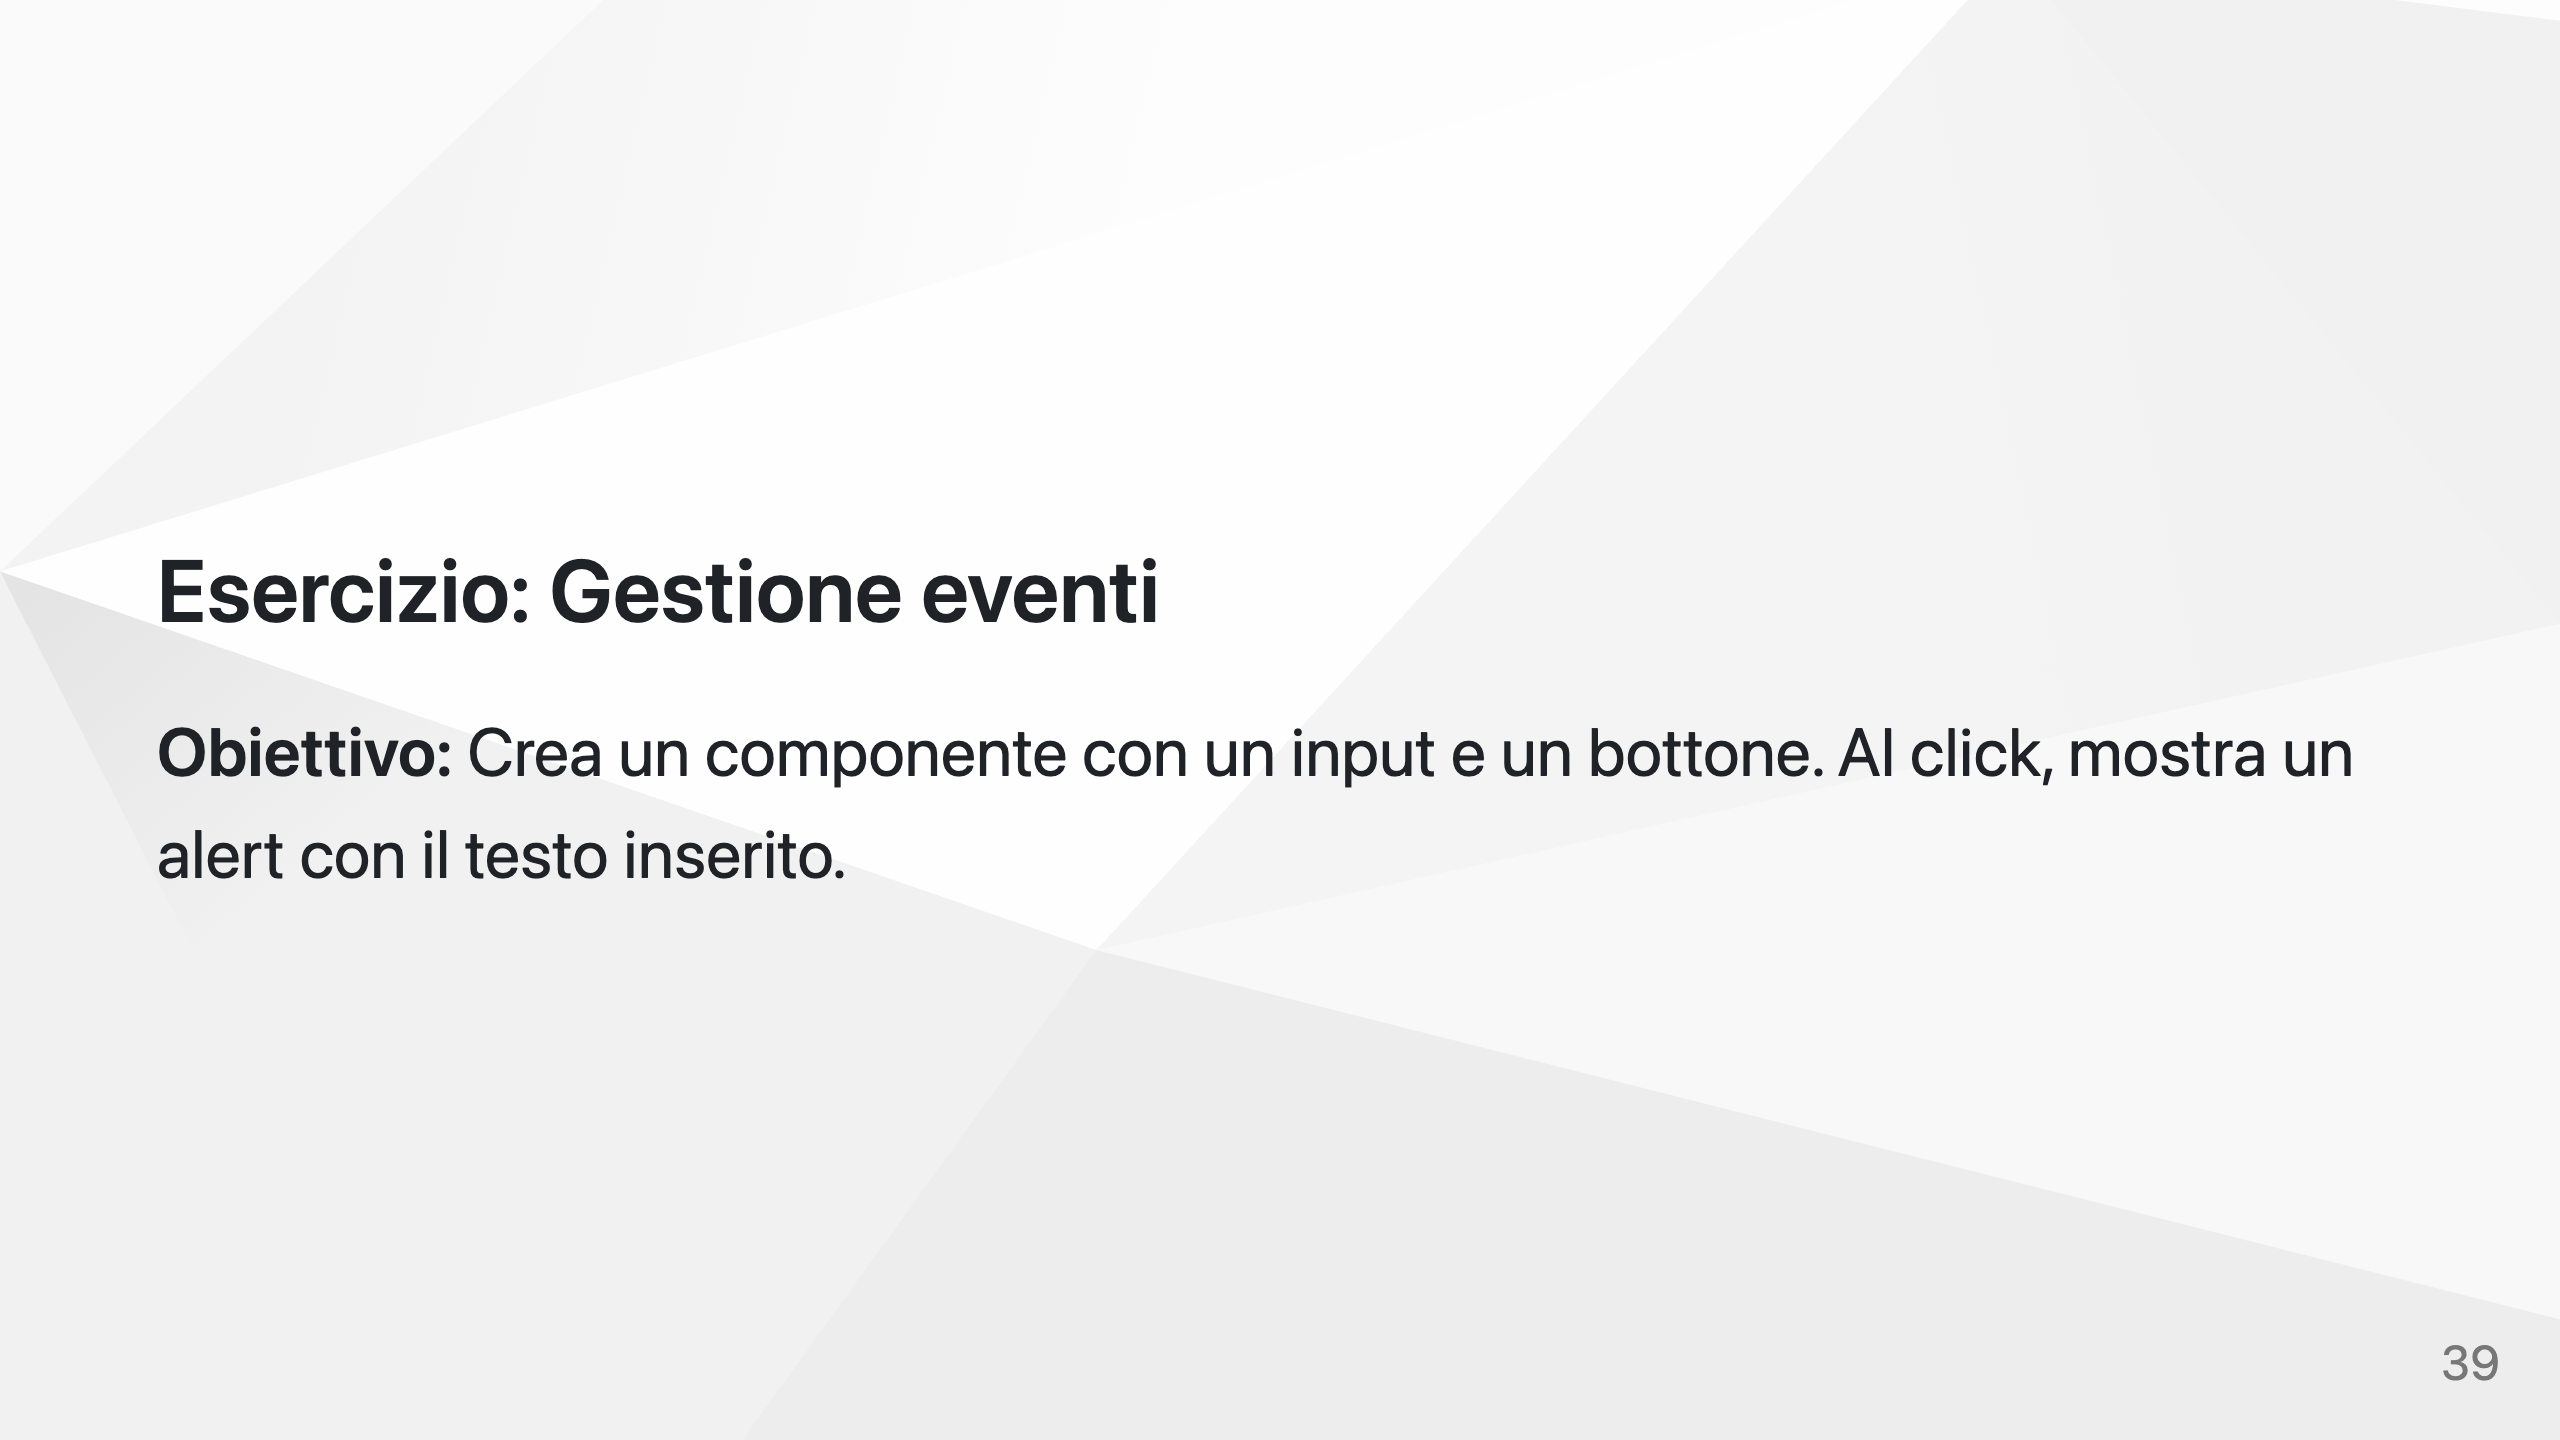 Esercizio: Gestione eventi
Obiettivo: Crea un componente con un input e un bottone. Al click, mostra un
alert con il testo inserito.
39